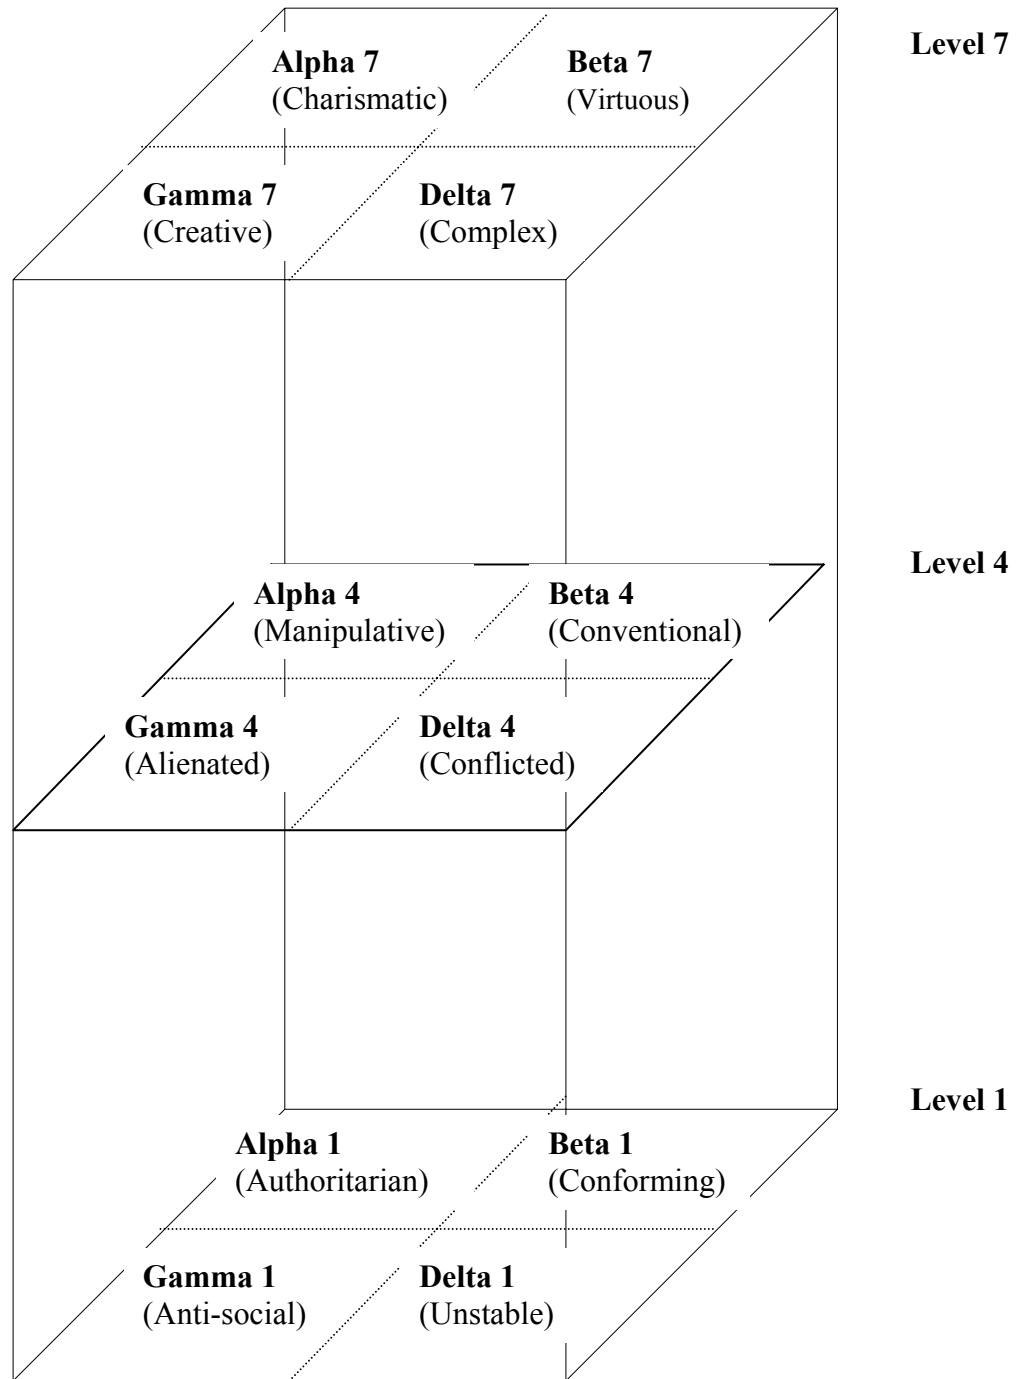 Level 7
Alpha 7
(Charismatic)
Beta 7
(Virtuous)
Gamma 7
(Creative)
Delta 7
(Complex)
Level 4
Alpha 4
(Manipulative)
Beta 4
(Conventional)
Gamma 4
(Alienated)
Delta 4
(Conflicted)
Level 1
Alpha 1
(Authoritarian)
Beta 1
(Conforming)
Gamma 1
(Anti-social)
Delta 1
(Unstable)